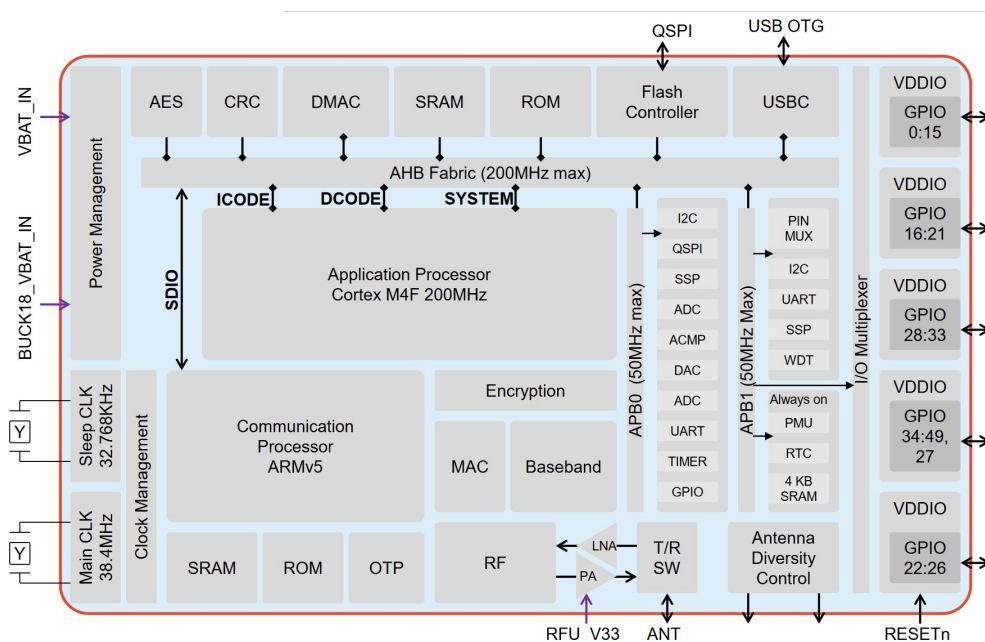 QSPI
USB OTG
VBAT_IN
BUCK18_VBAT_IN
Power Management
AES
CRC
DMAC
SRAM
ROM
Flash
Controller
USBC
AHB Fabric (200MHz max)
ICODE
DCODE
SYSTEM
SDIO
Application Processor
Cortex M4F 200MHz
APB0 (50MHz max)
I2C
QSPI
SSP
ADC
ACMP
DAC
ADC
UART
TIMER
GPIO
APB1 (50MHz Max)
PIN
MUX
I2C
UART
SSP
WDT
Always on
PMU
RTC
4 KB
SRAM
I/O Multiplexer
VDDIO
GPIO
0:15
VDDIO
GPIO
16:21
VDDIO
GPIO
28:33
VDDIO
GPIO
34:49,
27
VDDIO
GPIO
22:26
Y
Sleep CLK
32.768KHz
Y
Main CLK
38.4MHz
Clock Management
Communication
Processor
ARMv5
Encryption
MAC
Baseband
SRAM
ROM
OTP
RF
LNA
PA
T/R
SW
Antenna
Diversity
Control
RFU_V33
ANT
RESETn